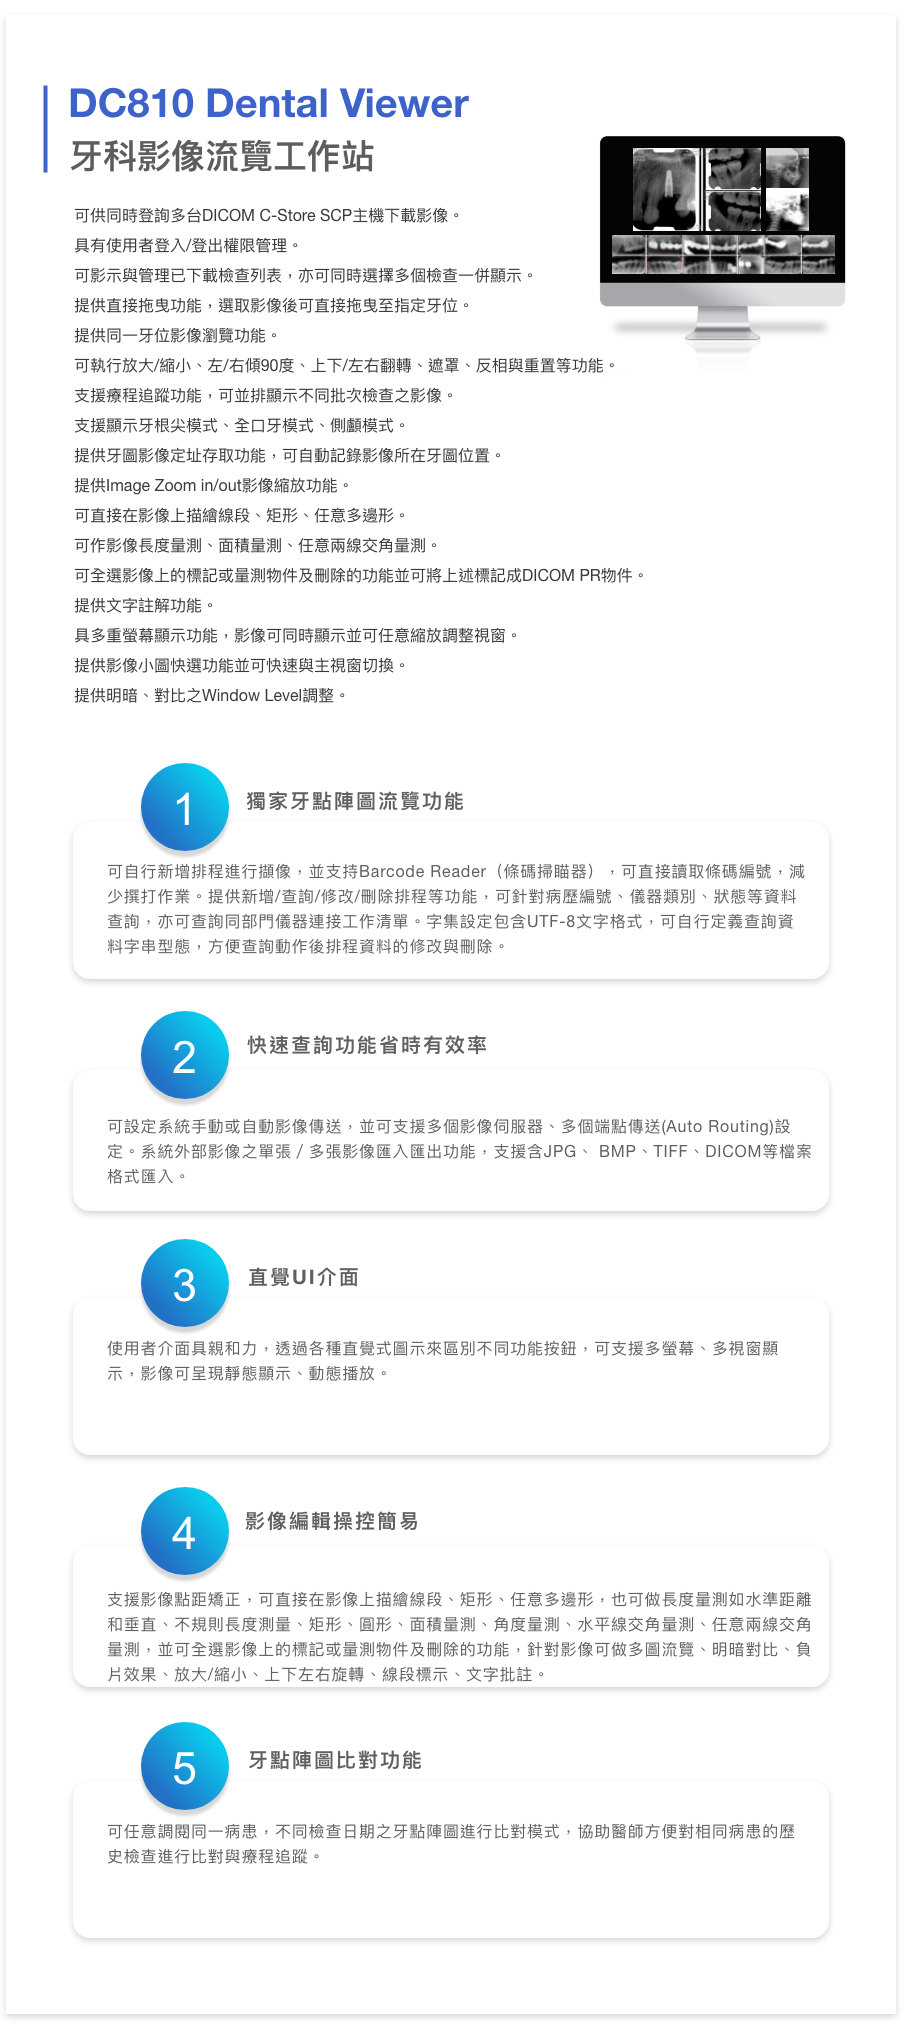 DC810 Dental Viewer
牙科影像流覽工作站
可供同時登詢多台DICOM C-Store SCP主機下載影像。
具有使用者登入/登出權限管理。
可影示與管理已下載檢查列表，亦可同時選擇多個檢查一併顯示。
提供直接拖曳功能，選取影像後可直接拖曳至指定牙位。
提供同一牙位影像瀏覽功能。
可執行放大/縮小、左/右傾90度、上下/左右翻轉、遮罩、反相與重置等功能。
支援療程追蹤功能，可並排顯示不同批次檢查之影像。
支援顯示牙根尖模式、全口牙模式、側顱模式。
提供牙圖影像定址存取功能，可自動記錄影像所在牙圖位置。
提供Image Zoom in/out影像縮放功能。
可直接在影像上描繪線段、矩形、任意多邊形。
可作影像長度量測、面積量測、任意兩線交角量測。
可全選影像上的標記或量測物件及刪除的功能並可將上述標記成DICOM PR物件。
提供文字註解功能。
具多重螢幕顯示功能，影像可同時顯示並可任意縮放調整視窗。
提供影像小圖快選功能並可快速與主視窗切換。
提供明暗、對比之Window Level調整。
1
獨家牙點陣圖流覽功能
可自行新增排程進行擷像，並支持Barcode Reader（條碼掃瞄器），可直接讀取條碼編號，減
少撰打作業。提供新增/查詢/修改/刪除排程等功能，可針對病歷編號、儀器類別、狀態等資料
查詢，亦可查詢同部門儀器連接工作清單。字集設定包含UTF-8文字格式，可自行定義查詢資
料字串型態，方便查詢動作後排程資料的修改與刪除。
2
快速查詢功能省時有效率
可設定系統手動或自動影像傳送，並可支援多個影像伺服器、多個端點傳送(Auto Routing)設
定。系統外部影像之單張 / 多張影像匯入匯出功能，支援含JPG、 BMP、TIFF、DICOM等檔案
格式匯入。
3
直覺UI介面
使用者介面具親和力，透過各種直覺式圖示來區別不同功能按鈕，可支援多螢幕、多視窗顯
示，影像可呈現靜態顯示、動態播放。
4
影像編輯操控簡易
支援影像點距矯正，可直接在影像上描繪線段、矩形、任意多邊形，也可做長度量測如水準距離
和垂直、不規則長度測量、矩形、圓形、面積量測、角度量測、水平線交角量測、任意兩線交角
量測，並可全選影像上的標記或量測物件及刪除的功能，針對影像可做多圖流覽、明暗對比、負
片效果、放大/縮小、上下左右旋轉、線段標示、文字批註。
5
牙點陣圖比對功能
可任意調閱同一病患，不同檢查日期之牙點陣圖進行比對模式，協助醫師方便對相同病患的歷
史檢查進行比對與療程追蹤。